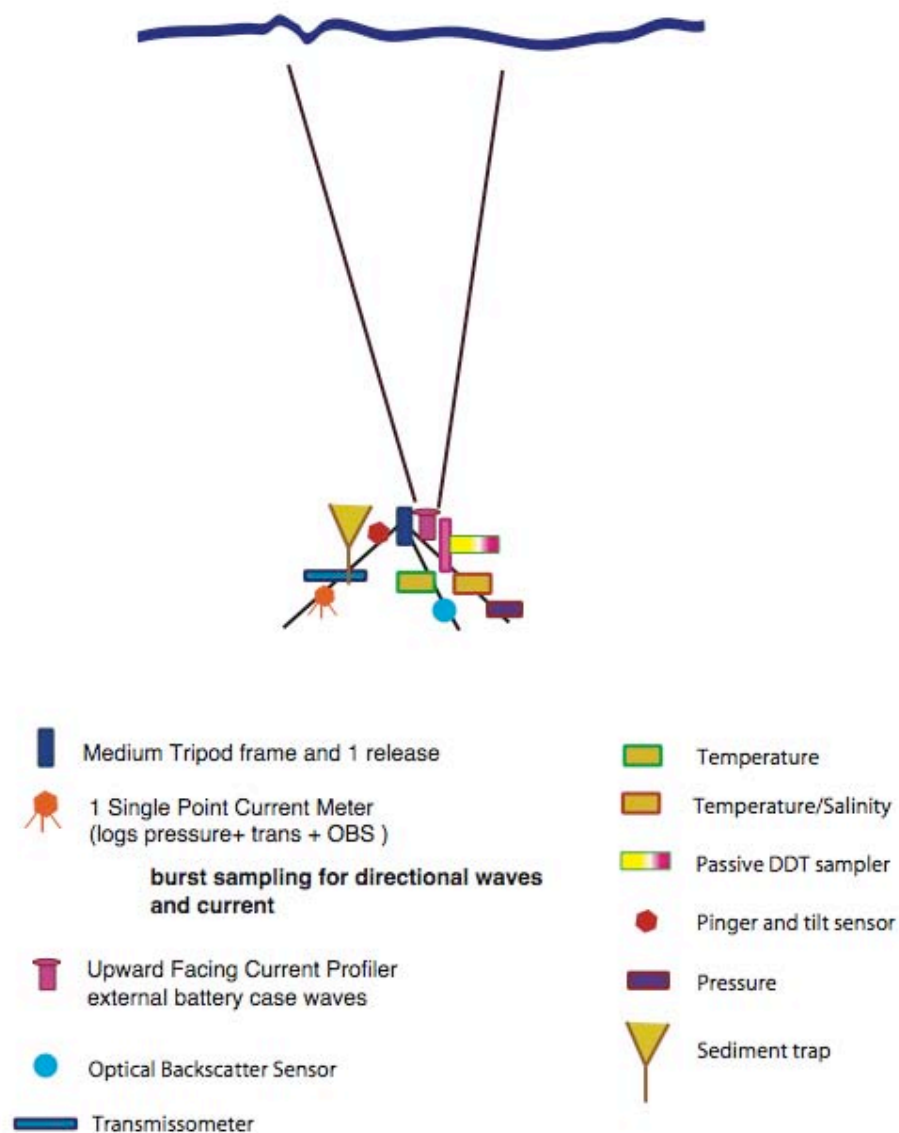 Medium Tripod frame and 1 release
1 Single Point Current Meter
(logs pressure+ trans + OBS )
burst sampling for directional waves
and current
Upward Facing Current Profiler
external battery case waves
Optical Backscatter Sensor
Transmissometer
Temperature
Temperature/Salinity
Passive DDT sampler
Pinger and tilt sensor
Pressure
Sediment trap